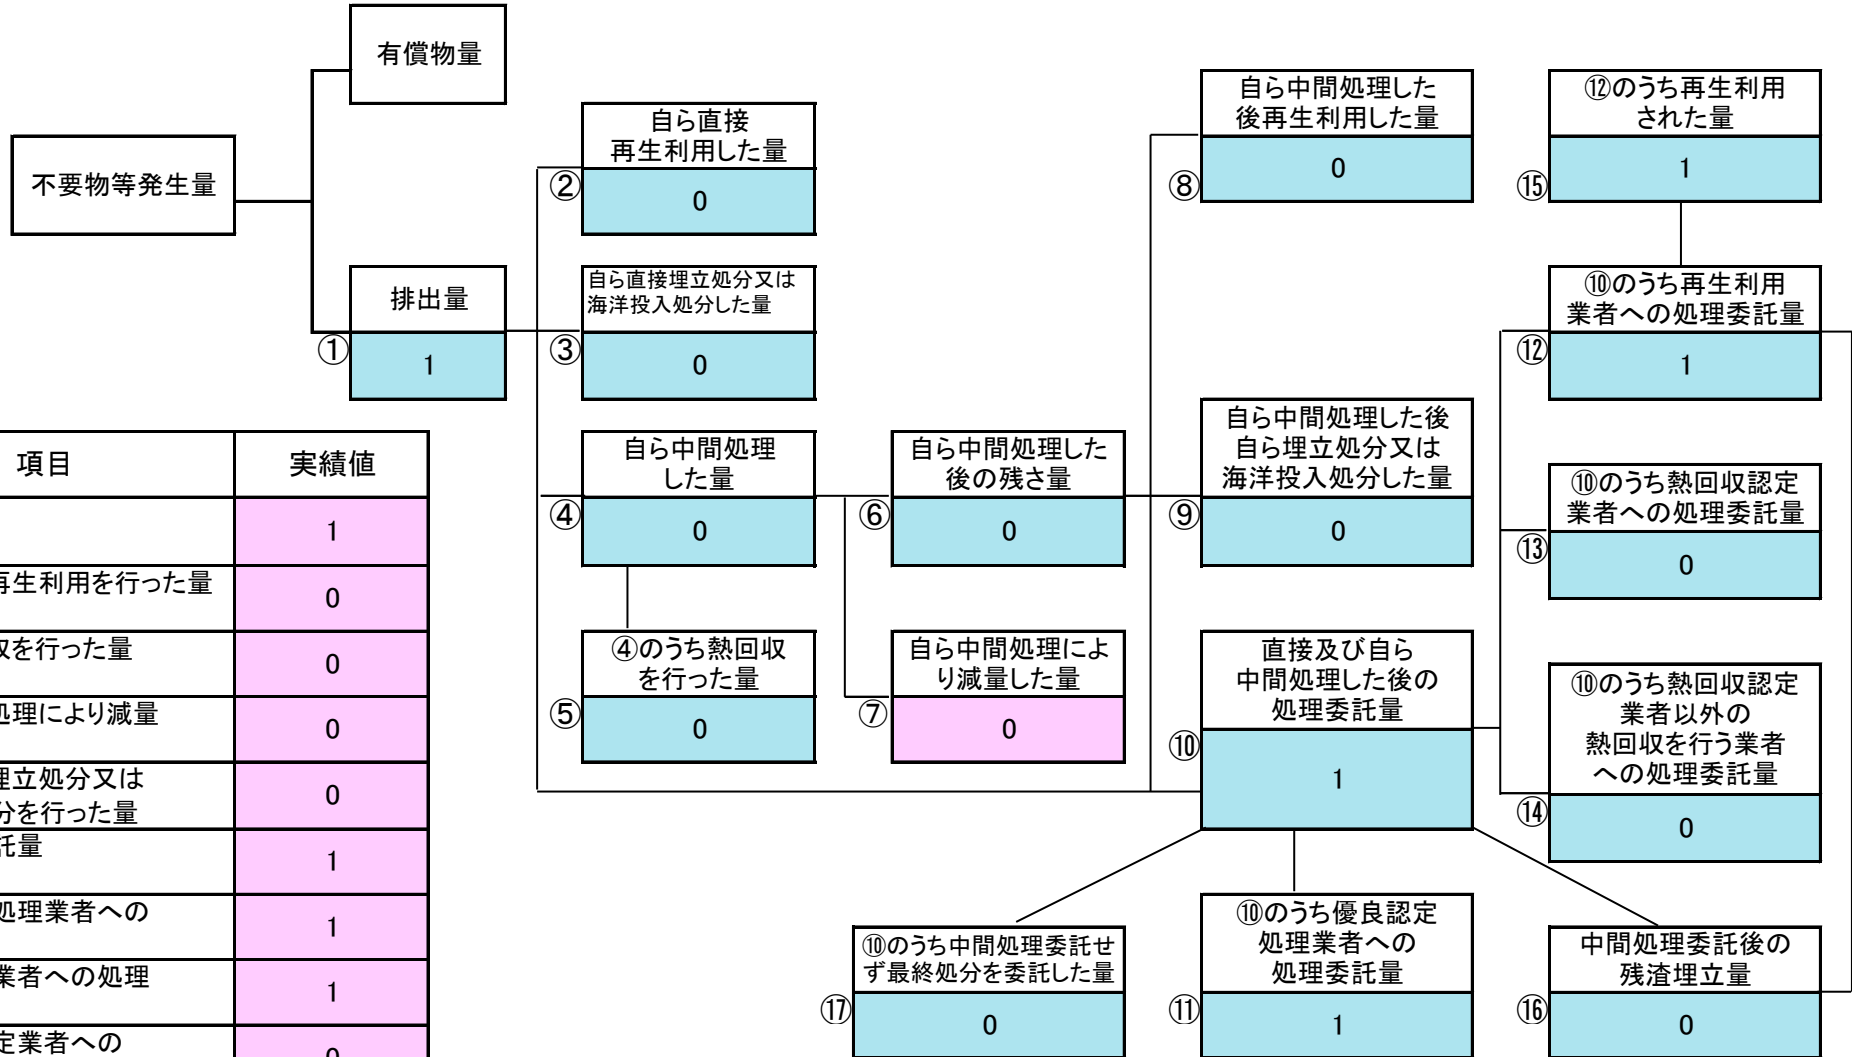 有償物量
不要物等発生量
排出量
①
1
自ら直接
再生利用した量
②
0
自ら直接埋立処分又は
海洋投入処分した量
③
0
自ら中間処理
した量
④
0
④のうち熱回収
を行った量
⑤
0
自ら中間処理した
後の残さ量
⑥
0
自ら中間処理によ
り減量した量
⑦
0
自ら中間処理した
後再生利用した量
⑧
0
自ら中間処理した後
自ら埋立処分又は
海洋投入処分した量
⑨
0
直接及び自ら
中間処理した後の
処理委託量
⑩
1
⑩のうち優良認定
処理業者への
処理委託量
⑪
1
⑫のうち再生利用
された量
⑮
1
⑩のうち再生利用
業者への処理委託量
⑫
1
⑩のうち熱回収認定
業者への処理委託量
⑬
0
⑩のうち熱回収認定
業者以外の
熱回収を行う業者
への処理委託量
⑭
0
中間処理委託後の
残渣埋立量
⑯
0
⑩のうち中間処理委託せ
ず最終処分を委託した量
⑰
0
項目 実績値
1
再生利用を行った量 0
を行った量 0
処理により減量 0
埋立処分又は
分を行った量 0
託量 1
処理業者への 1
業者への処理 1
定業者への